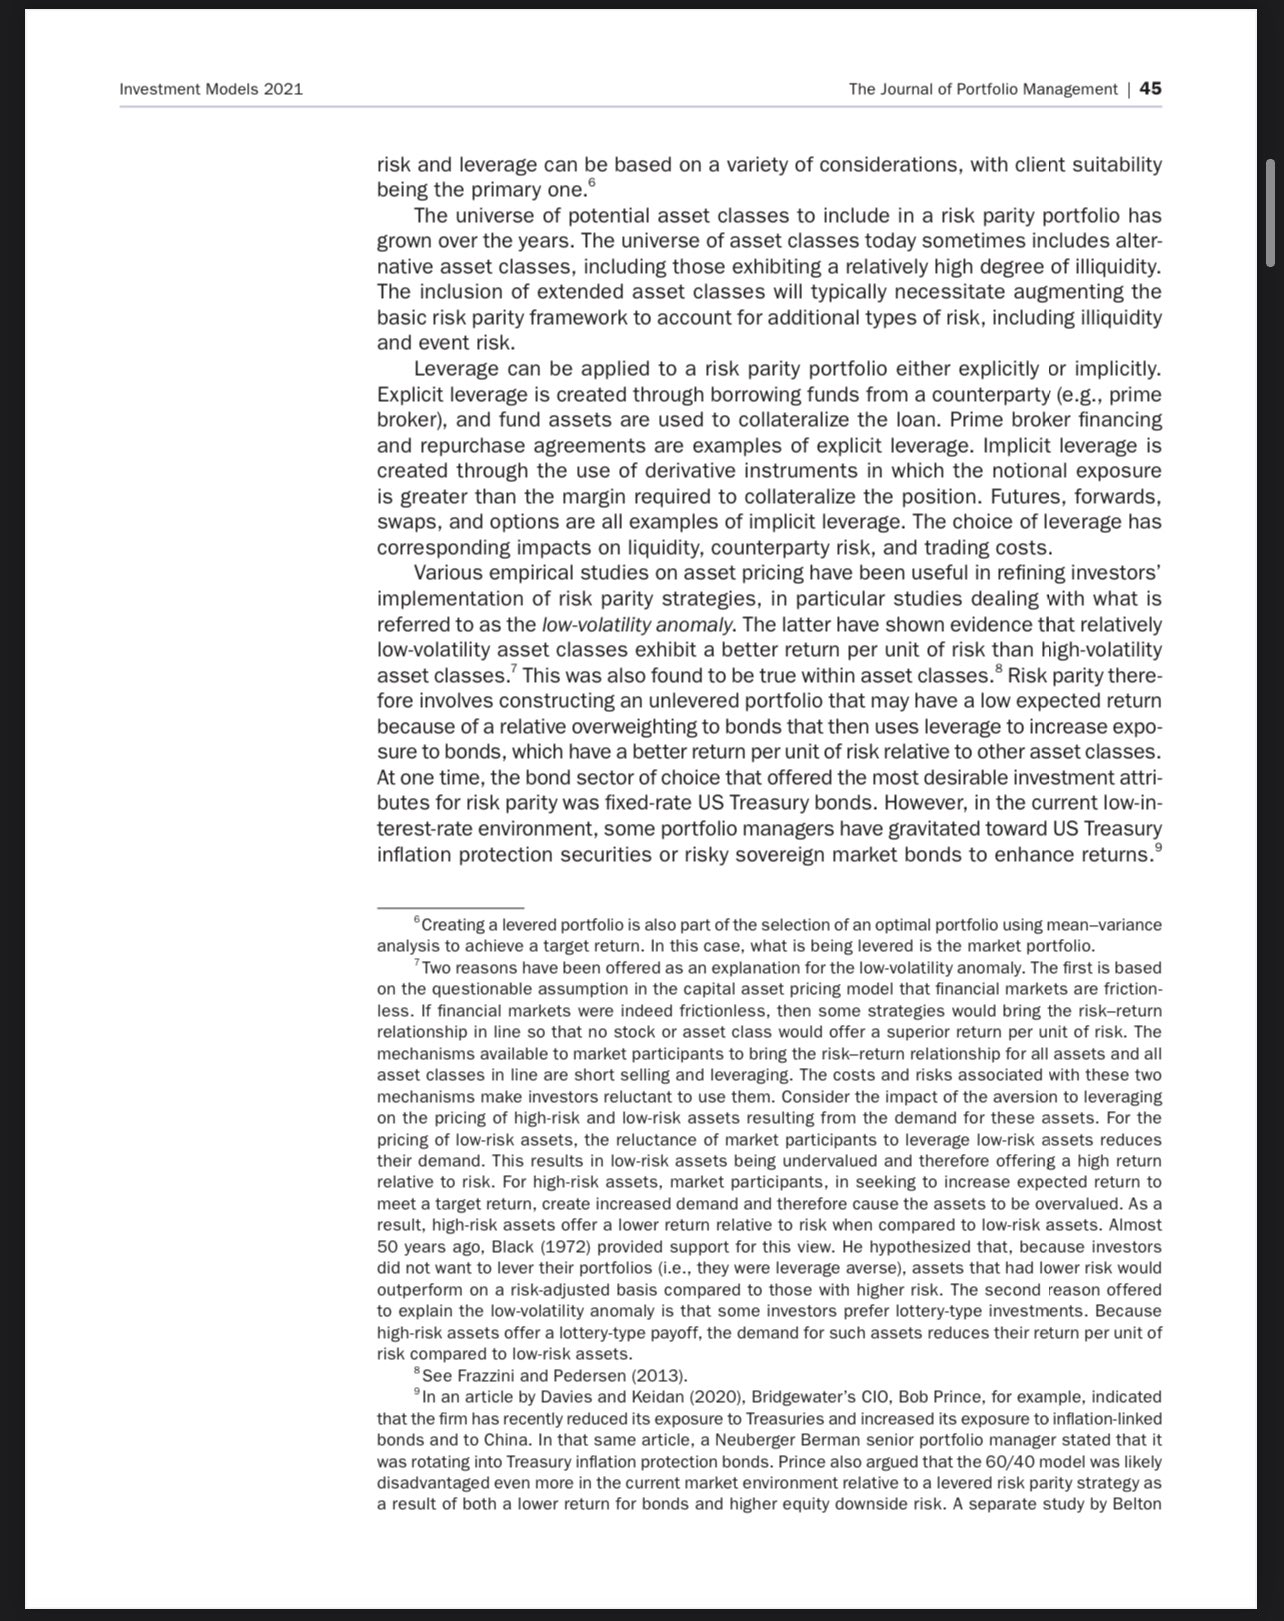 Investment Models 2021
The Journal of Portfolio Management | 45
risk and leverage can be based on a variety of considerations, with client suitability
being the primary one.6
The universe of potential asset classes to include in a risk parity portfolio has
grown over the years. The universe of asset classes today sometimes includes alter-
native asset classes, including those exhibiting a relatively high degree of illiquidity.
The inclusion of extended asset classes will typically necessitate augmenting the
basic risk parity framework to account for additional types of risk, including illiquidity
and event risk.
Leverage can be applied to a risk parity portfolio either explicitly or implicitly.
Explicit leverage is created through borrowing funds from a counterparty (e.g., prime
broker), and fund assets are used to collateralize the loan. Prime broker financing
and repurchase agreements are examples of explicit leverage. Implicit leverage is
created through the use of derivative instruments in which the notional exposure
is greater than the margin required to collateralize the position. Futures, forwards,
swaps, and options are all examples of implicit leverage. The choice of leverage has
corresponding impacts on liquidity, counterparty risk, and trading costs.
Various empirical studies on asset pricing have been useful in refining investors’
implementation of risk parity strategies, in particular studies dealing with what is
referred to as the low-volatility anomaly. The latter have shown evidence that relatively
low-volatility asset classes exhibit a better return per unit of risk than high-volatility
asset classes.7 This was also found to be true within asset classes.8 Risk parity there-
fore involves constructing an unlevered portfolio that may have a low expected return
because of a relative overweighting to bonds that then uses leverage to increase expo-
sure to bonds, which have a better return per unit of risk relative to other asset classes.
At one time, the bond sector of choice that offered the most desirable investment attri-
butes for risk parity was fixed-rate US Treasury bonds. However, in the current low-in-
terest-rate environment, some portfolio managers have gravitated toward US Treasury
inflation protection securities or risky sovereign market bonds to enhance returns.9
6Creating a levered portfolio is also part of the selection of an optimal portfolio using mean–variance
analysis to achieve a target return. In this case, what is being levered is the market portfolio.
7Two reasons have been offered as an explanation for the low-volatility anomaly. The first is based
on the questionable assumption in the capital asset pricing model that financial markets are friction-
less. If financial markets were indeed frictionless, then some strategies would bring the risk–return
relationship in line so that no stock or asset class would offer a superior return per unit of risk. The
mechanisms available to market participants to bring the risk–return relationship for all assets and all
asset classes in line are short selling and leveraging. The costs and risks associated with these two
mechanisms make investors reluctant to use them. Consider the impact of the aversion to leveraging
on the pricing of high-risk and low-risk assets resulting from the demand for these assets. For the
pricing of low-risk assets, the reluctance of market participants to leverage low-risk assets reduces
their demand. This results in low-risk assets being undervalued and therefore offering a high return
relative to risk. For high-risk assets, market participants, in seeking to increase expected return to
meet a target return, create increased demand and therefore cause the assets to be overvalued. As a
result, high-risk assets offer a lower return relative to risk when compared to low-risk assets. Almost
50 years ago, Black (1972) provided support for this view. He hypothesized that, because investors
did not want to lever their portfolios (i.e., they were leverage averse), assets that had lower risk would
outperform on a risk-adjusted basis compared to those with higher risk. The second reason offered
to explain the low-volatility anomaly is that some investors prefer lottery-type investments. Because
high-risk assets offer a lottery-type payoff, the demand for such assets reduces their return per unit of
risk compared to low-risk assets.
8See Frazzini and Pedersen (2013).
9In an article by Davies and Keidan (2020), Bridgewater’s CIO, Bob Prince, for example, indicated
that the firm has recently reduced its exposure to Treasuries and increased its exposure to inflation-linked
bonds and to China. In that same article, a Neuberger Berman senior portfolio manager stated that it
was rotating into Treasury inflation protection bonds. Prince also argued that the 60/40 model was likely
disadvantaged even more in the current market environment relative to a levered risk parity strategy as
a result of both a lower return for bonds and higher equity downside risk. A separate study by Belton